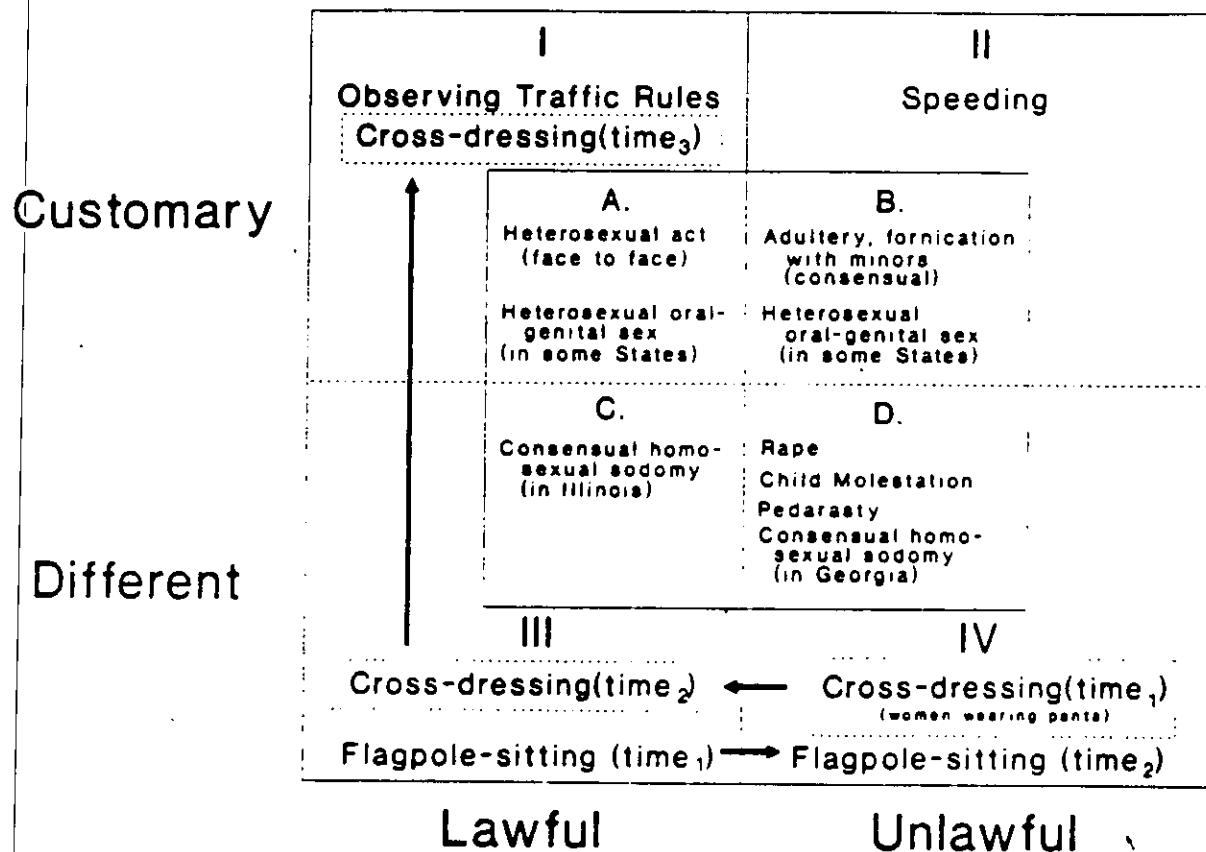 I
II
Observing Traffic Rules
Speeding
Cross-dressing(time₃)
Customary
A.
Heterosexual act
(face to face)
Heterosexual oral-
genital sex
(in some States)
B.
Adultery, fornication
with minors
(consensual)
Heterosexual
oral-genital sex
(in some States)
Different
C.
Consensual homo-
sexual sodomy
(in Illinois)
D.
Rape
Child Molestation
Pedarasty
Consensual homo-
sexual sodomy
(in Georgia)
III
IV
Cross-dressing(time₂)
Cross-dressing(time₁)
(women wearing pants)
Flagpole-sitting (time₁)
Flagpole-sitting (time₂)
Lawful
Unlawful